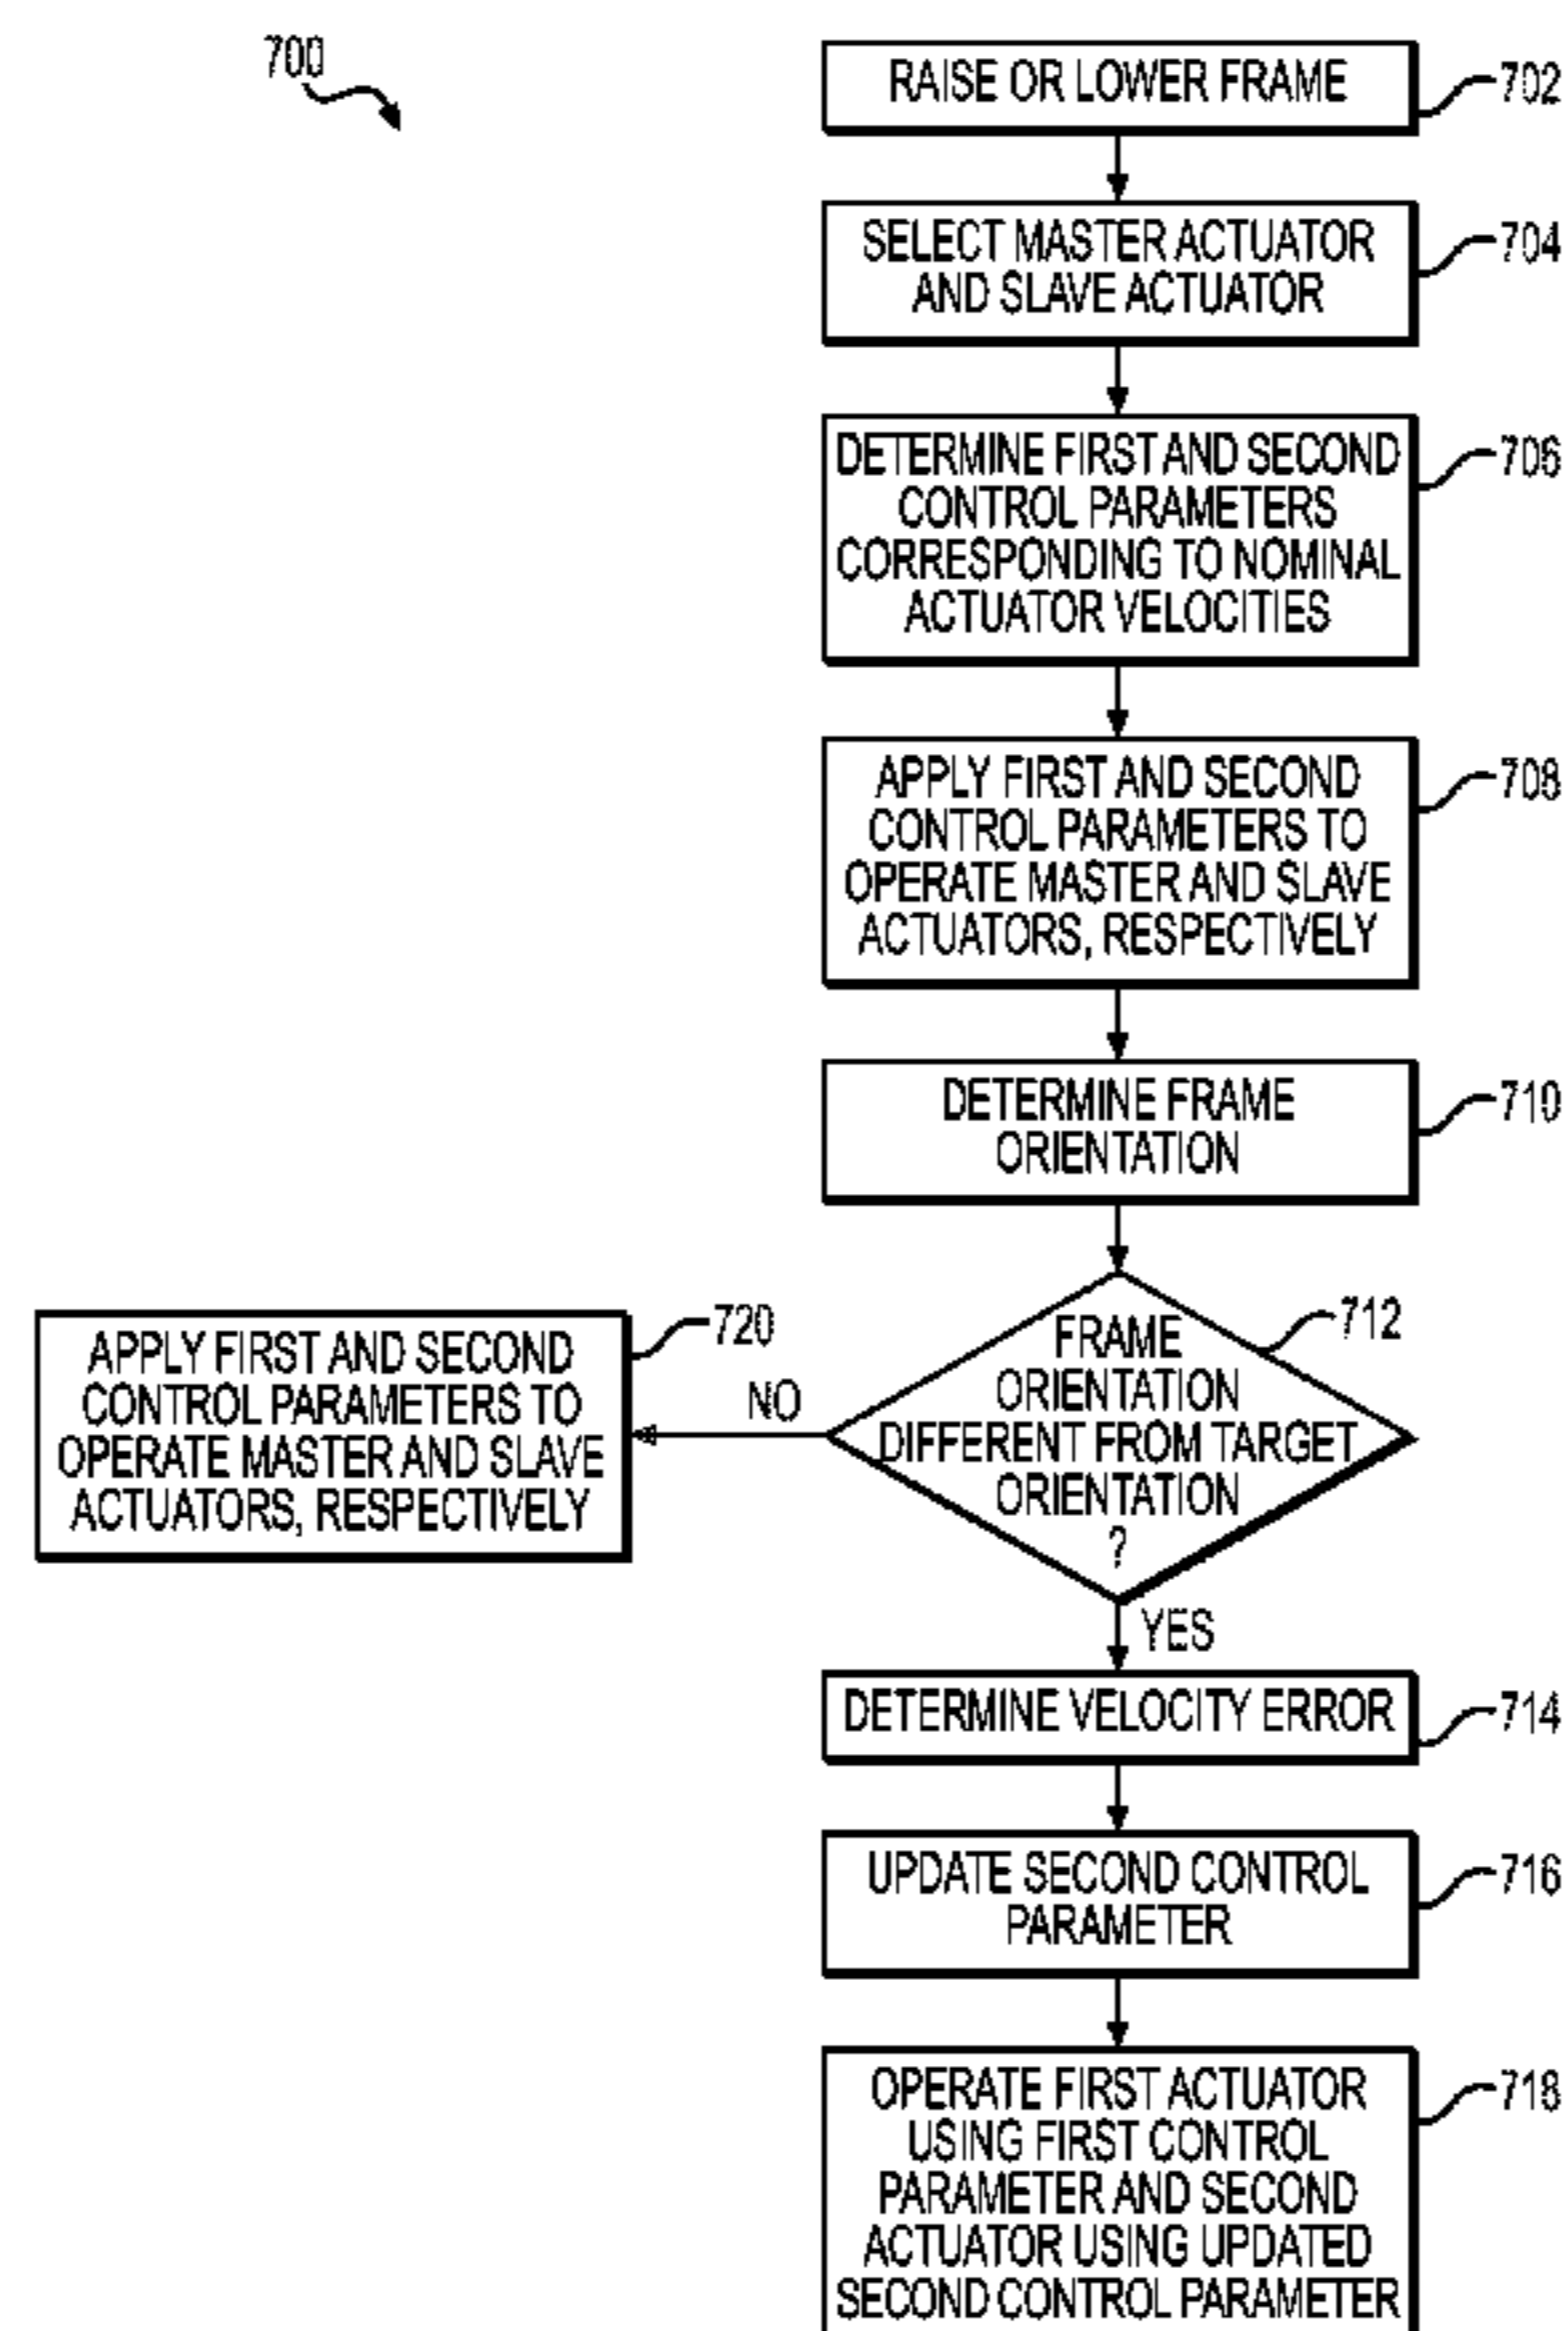 700
RAISE OR LOWER FRAME
702
SELECT MASTER ACTUATOR
AND SLAVE ACTUATOR
704
DETERMINE FIRST AND SECOND
CONTROL PARAMETERS
CORRESPONDING TO NOMINAL
ACTUATOR VELOCITIES
706
APPLY FIRST AND SECOND
CONTROL PARAMETERS TO
OPERATE MASTER AND SLAVE
ACTUATORS, RESPECTIVELY
708
DETERMINE FRAME
ORIENTATION
710
FRAME
ORIENTATION
DIFFERENT FROM TARGET
ORIENTATION
?
712
NO
APPLY FIRST AND SECOND
CONTROL PARAMETERS TO
OPERATE MASTER AND SLAVE
ACTUATORS, RESPECTIVELY
720
YES
DETERMINE VELOCITY ERROR
714
UPDATE SECOND CONTROL
PARAMETER
716
OPERATE FIRST ACTUATOR
USING FIRST CONTROL
PARAMETER AND SECOND
ACTUATOR USING UPDATED
SECOND CONTROL PARAMETER
718